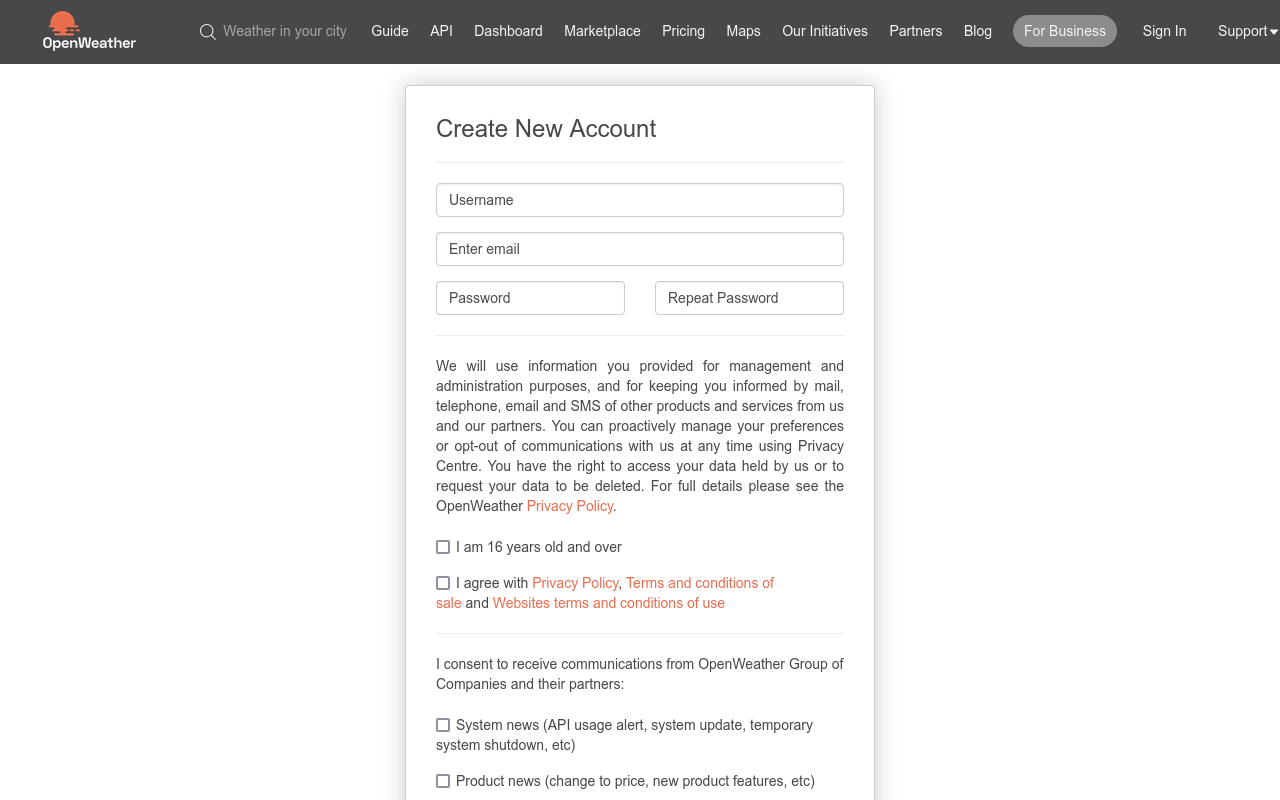 OpenWeather
Weather in your city
Guide
API
Dashboard
Marketplace
Pricing
Maps
Our Initiatives
Partners
Blog
For Business
Sign In
Support
Create New Account
Username
Enter email
Password
Repeat Password
We will use information you provided for management and
administration purposes, and for keeping you informed by mail,
telephone, email and SMS of other products and services from us
and our partners. You can proactively manage your preferences
or opt-out of communications with us at any time using Privacy
Centre. You have the right to access your data held by us or to
request your data to be deleted. For full details please see the
OpenWeather Privacy Policy.
I am 16 years old and over
I agree with Privacy Policy, Terms and conditions of
sale and Websites terms and conditions of use
I consent to receive communications from OpenWeather Group of
Companies and their partners:
System news (API usage alert, system update, temporary
system shutdown, etc)
Product news (change to price, new product features, etc)